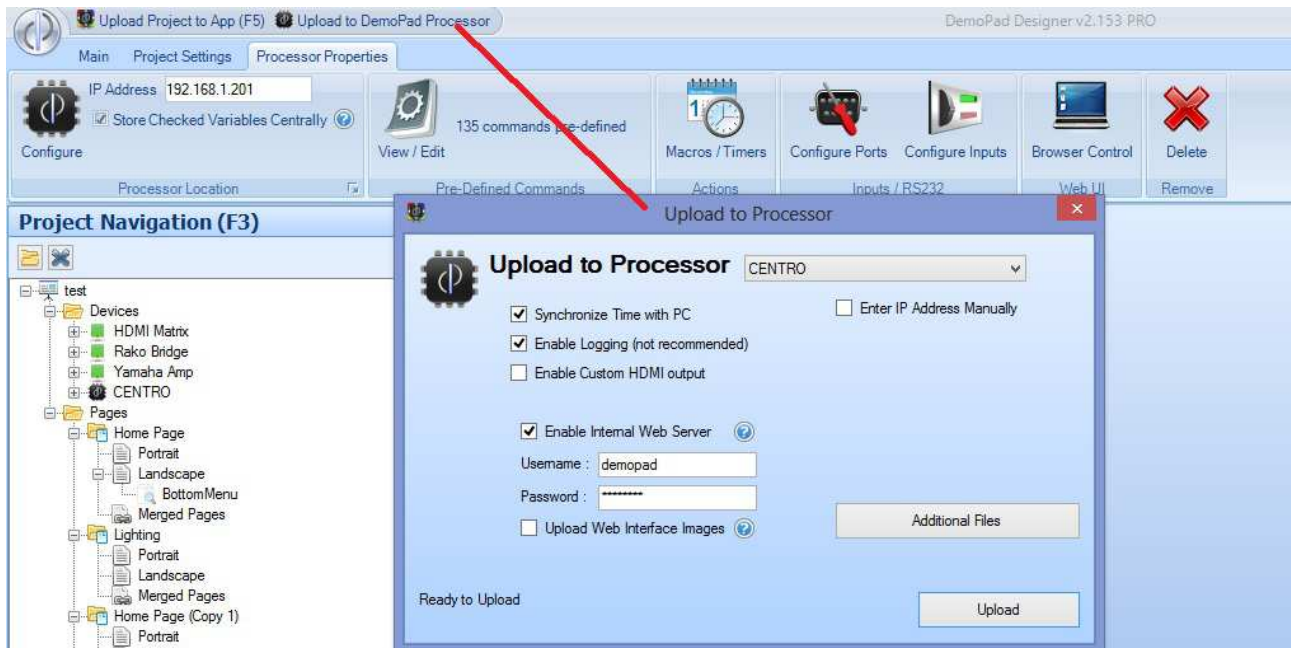 Upload Project to App (F5) Upload to DemoPad Processor
DemoPad Designer v2.153 PRO
Main Project Settings Processor Properties
IP Address 192.168.1.201
Store Checked Variables Centrally
Configure
Processor Location
135 commands pre-defined
View / Edit
Pre-Defined Commands
1
Macros / Timers
Actions
Configure Ports Configure Inputs
Inputs / RS232
Browser Control
Web UI
Delete
Remove
Project Navigation (F3)
test
Devices
HDMI Matrix
Rako Bridge
Yamaha Amp
CENTRO
Pages
Home Page
Portrait
Landscape
BottomMenu
Merged Pages
Lighting
Portrait
Landscape
Merged Pages
Home Page (Copy 1)
Portrait
Upload to Processor
Upload to Processor CENTRO
Synchronize Time with PC
Enter IP Address Manually
Enable Logging (not recommended)
Enable Custom HDMI output
Enable Internal Web Server
Username : demopad
Password : ********
Upload Web Interface Images
Additional Files
Ready to Upload
Upload